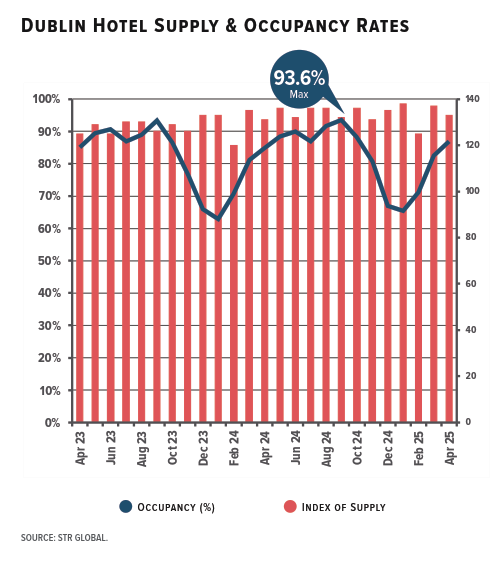 Dublin Hotel Supply & Occupancy Rates
93.6%
Max
100%
90%
80%
70%
60%
50%
40%
30%
20%
10%
0%
140
120
100
80
60
40
20
0
Apr 23
Jun 23
Aug 23
Oct 23
Dec 23
Feb 24
Apr 24
Jun 24
Aug 24
Oct 24
Dec 24
Feb 25
Apr 25
Occupancy (%)
Index of Supply
SOURCE: STR GLOBAL.